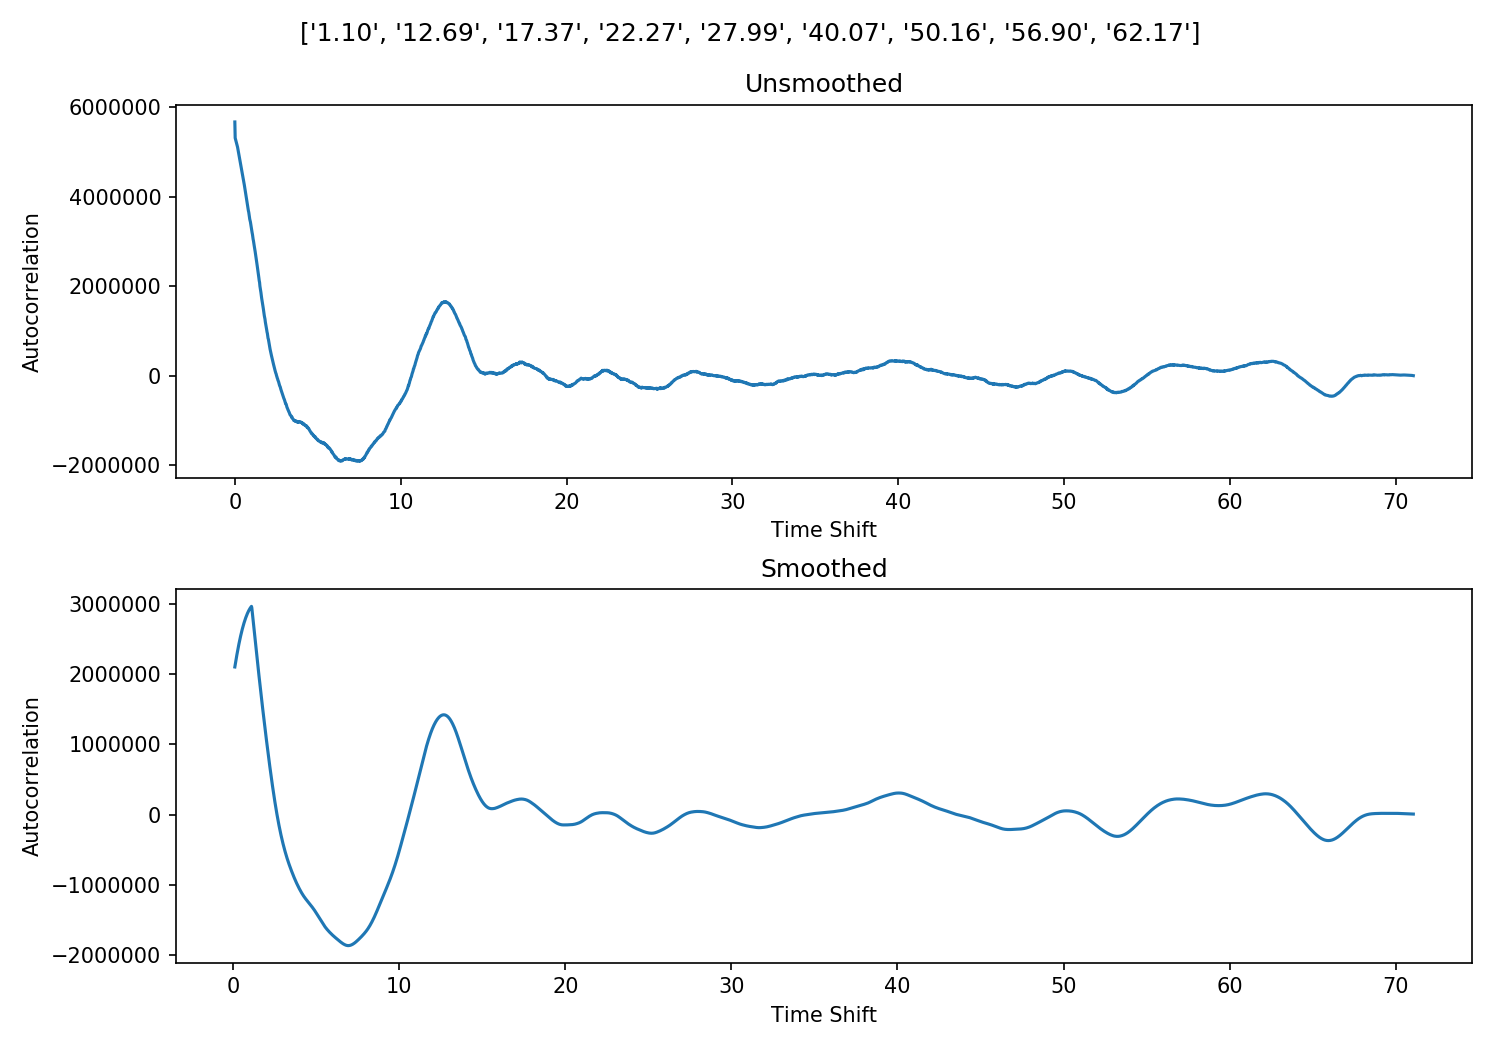 ['1.10', '12.69', '17.37', '22.27', '27.99', '40.07', '50.16', '56.90', '62.17']
Unsmoothed
6000000
4000000
2000000
0
−2000000
Autocorrelation
0 10 20 30 40 50 60 70
Time Shift
Smoothed
3000000
2000000
1000000
0
−1000000
−2000000
Autocorrelation
0 10 20 30 40 50 60 70
Time Shift